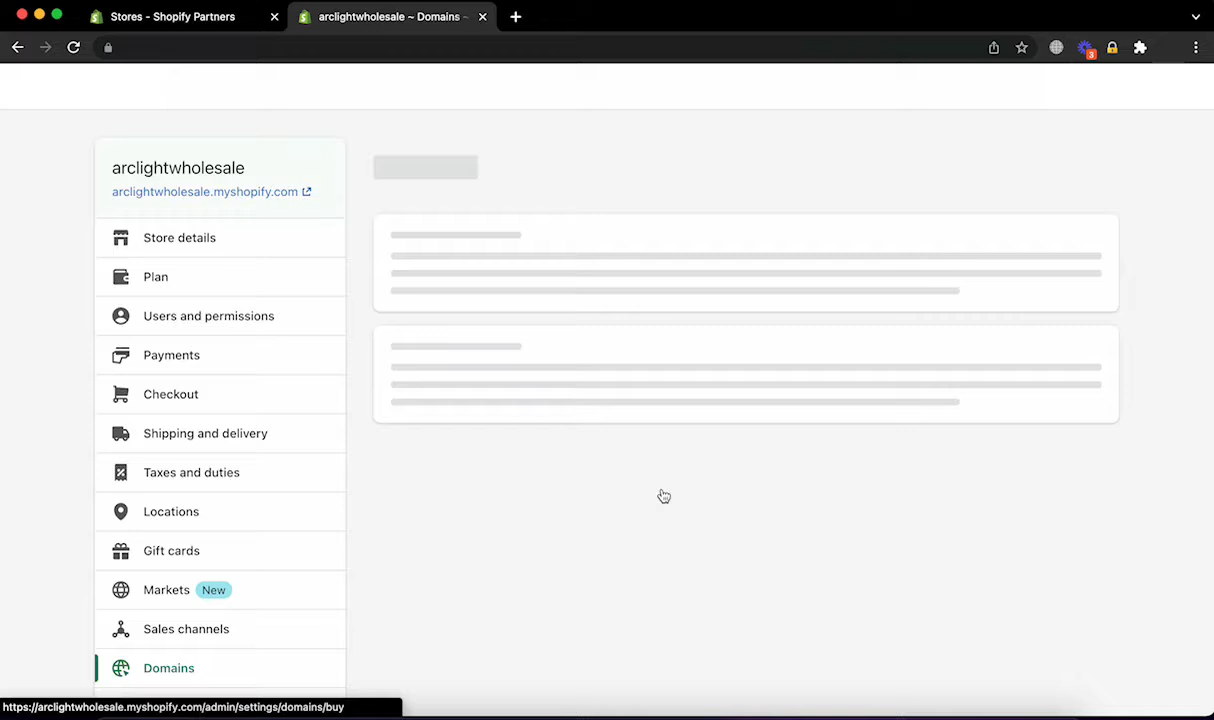 Stores - Shopify Partners
arclightwholesale ~ Domains ~
3
arclightwholesale
arclightwholesale.myshopify.com
Store details
Plan
Users and permissions
Payments
Checkout
Shipping and delivery
Taxes and duties
Locations
Gift cards
Markets New
Sales channels
Domains
https://arclightwholesale.myshopify.com/admin/settings/domains/buy